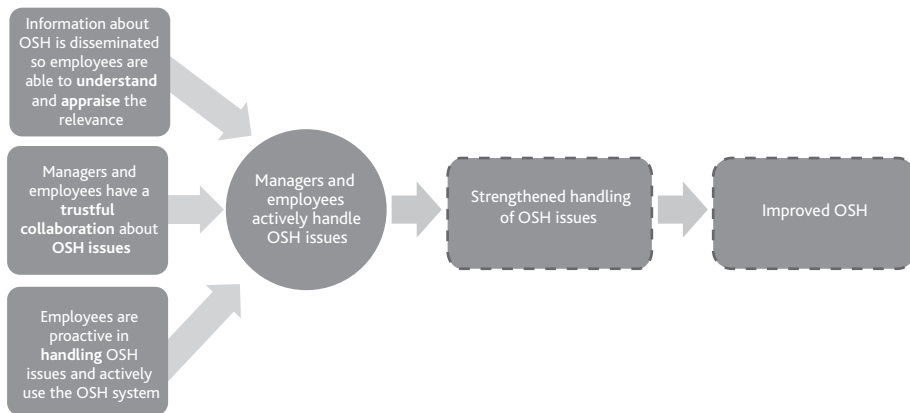 Information about
OSH is disseminated
so employees are
able to understand
and appraise the
relevance
Managers and
employees have a
trustful
collaboration about
OSH issues
Employees are
proactive in
handling OSH
issues and actively
use the OSH system
Managers and
employees
actively handle
OSH issues
Strengthened handling
of OSH issues
Improved OSH